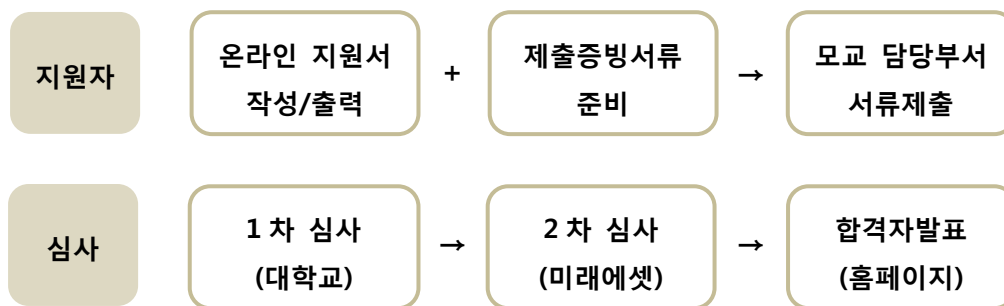 지원자
온라인 지원서
작성/출력
+
제출증빙서류
준비
→
모교 담당부서
서류제출
심사
1차 심사
(대학교)
→
2차 심사
(미래에셋)
→
합격자발표
(홈페이지)